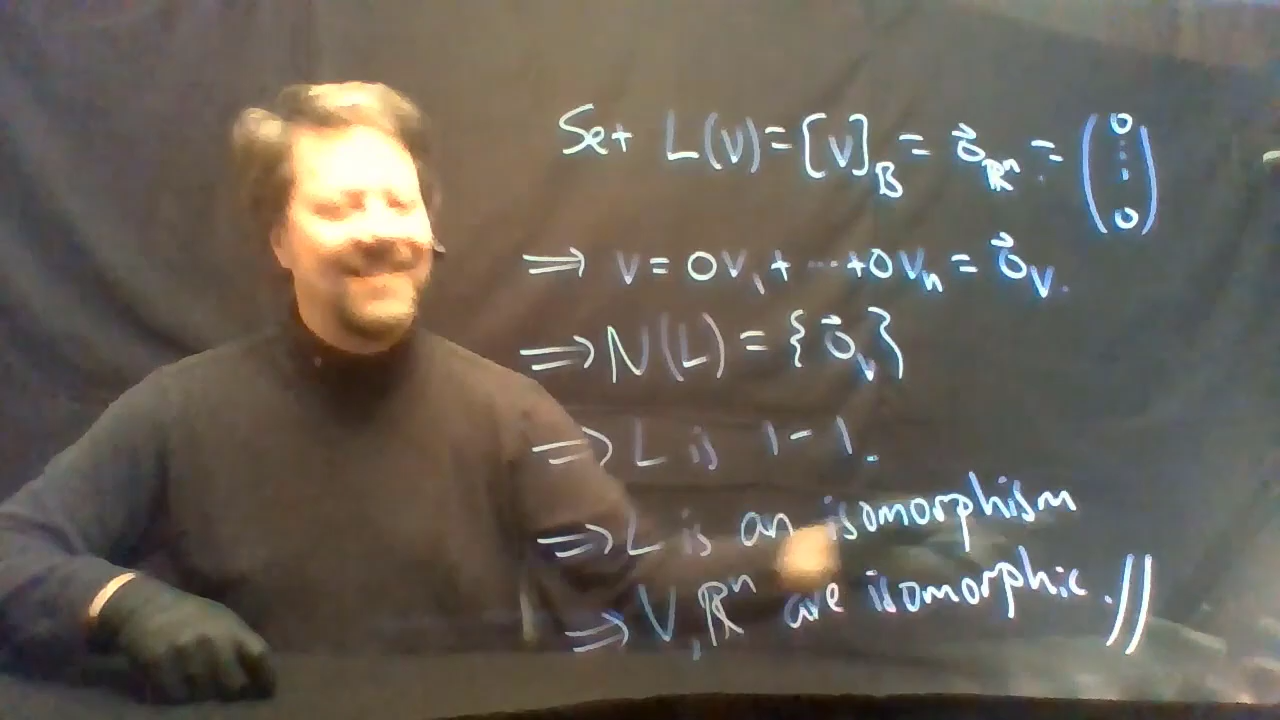 Set L(v) = [v]_B = 0⃗_ℝⁿ = (0 ⋮ 0)
⟹ v = 0v₁ + ⋯ + 0vₙ = 0⃗_V.
⟹ N(L) = {0⃗_V}
⟹ L is 1-1.
⟹ L is an isomorphism
⟹ V, ℝⁿ are isomorphic. //